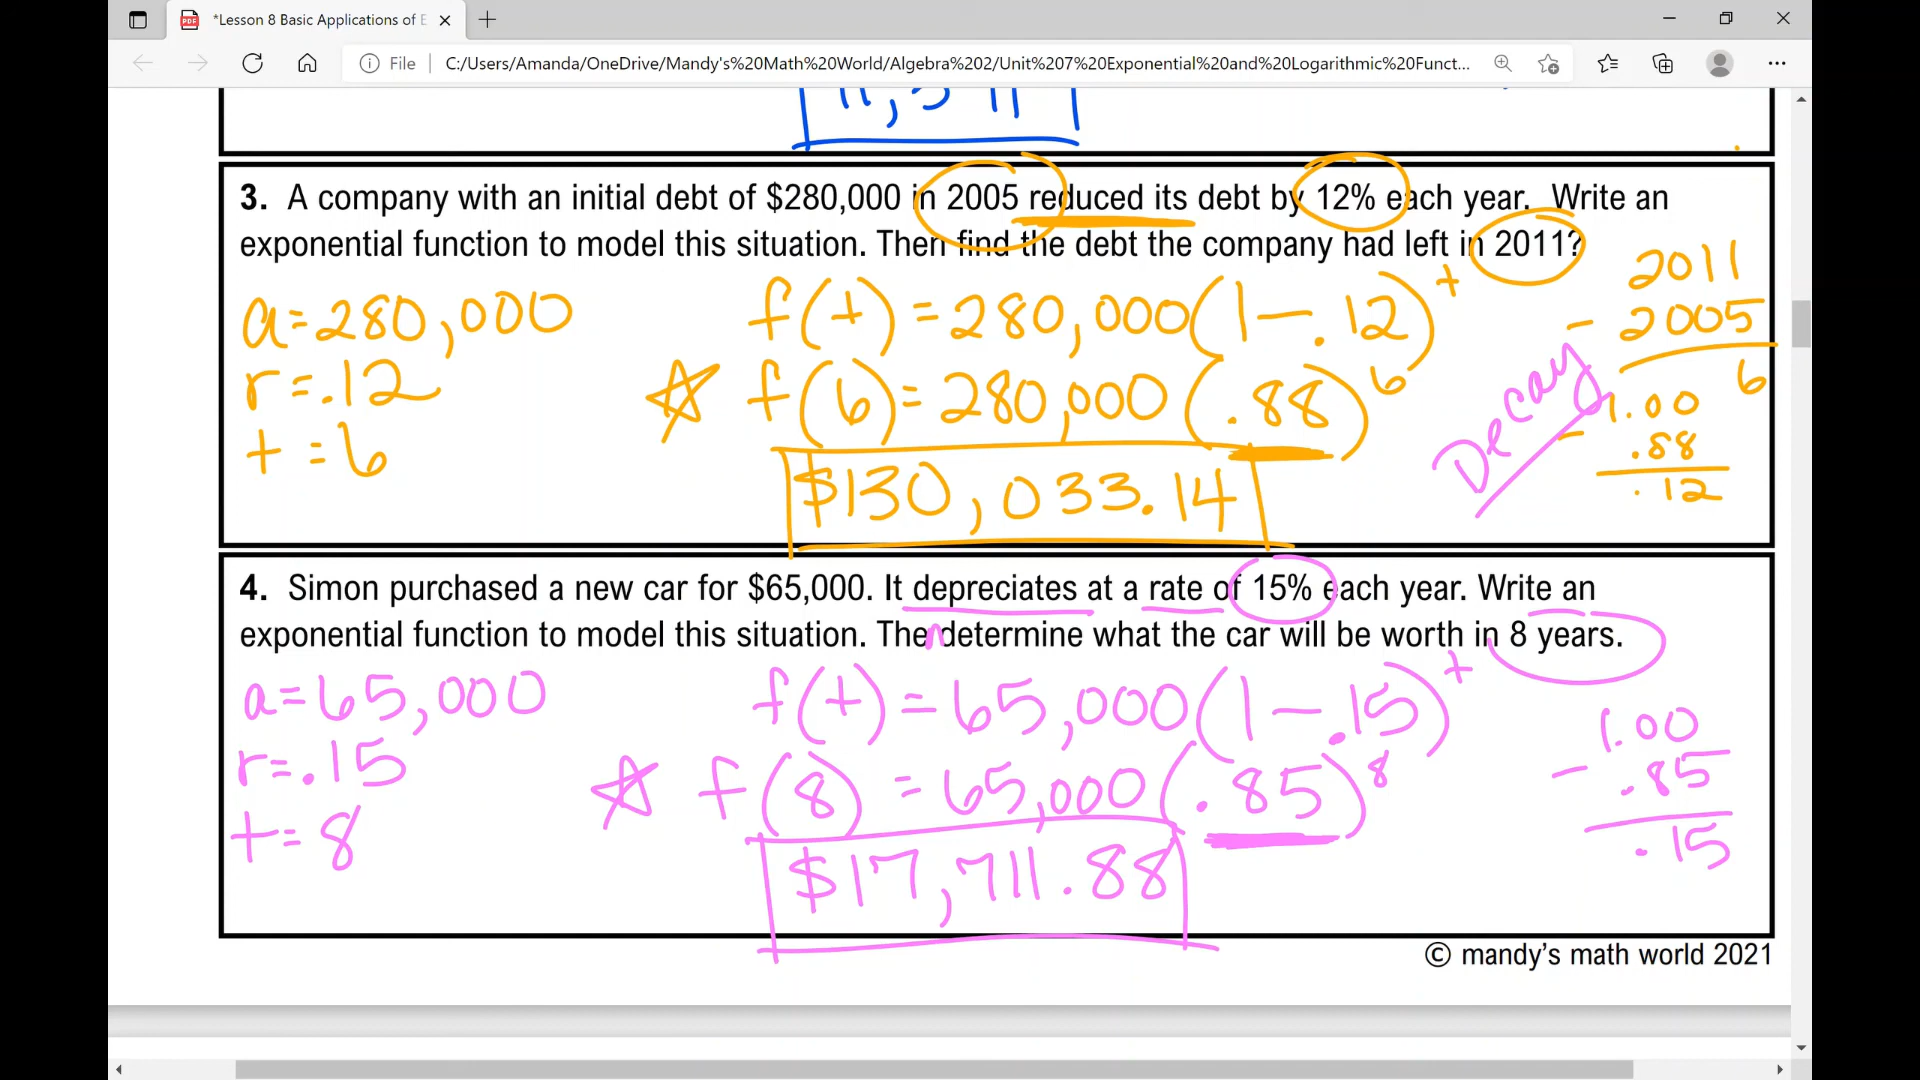 *Lesson 8 Basic Applications of E
File
C:/Users/Amanda/OneDrive/Mandy's%20Math%20World/Algebra%202/Unit%207%20Exponential%20and%20Logarithmic%20Funct...
3. A company with an initial debt of $280,000 in 2005 reduced its debt by 12% each year. Write an
exponential function to model this situation. Then find the debt the company had left in 2011?
a=280,000
r=.12
t=6
f(t)=280,000(1-.12)^t
f(6)=280,000(.88)^6
$130,033.14
Decay
2011
- 2005
6
1.00
- .88
.12
4. Simon purchased a new car for $65,000. It depreciates at a rate of 15% each year. Write an
exponential function to model this situation. Then determine what the car will be worth in 8 years.
a=65,000
r=.15
t=8
f(t)=65,000(1-.15)^t
f(8)=65,000(.85)^8
$17,711.88
1.00
- .85
.15
© mandy's math world 2021